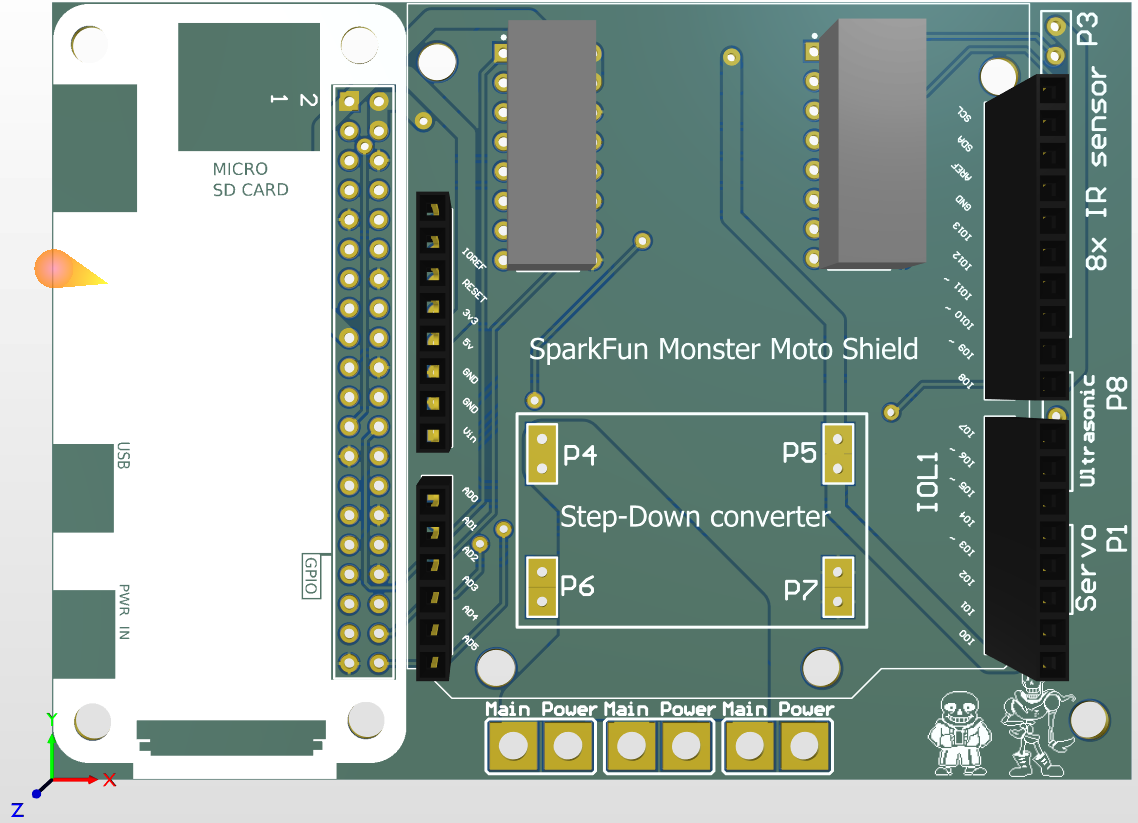 1 2
MICRO
SD CARD
USB
GPIO
PWR IN
IOREF
RESET
3v3
5v
GND
GND
Vin
AD0
AD1
AD2
AD3
AD4
AD5
SparkFun Monster Moto Shield
P4
P5
Step-Down converter
P6
P7
Main Power Main Power Main Power
SCL
SDA
AREF
GND
IO13
IO12
IO11 ~
IO10 ~
IO9 ~
IO8
IO7
IO6 ~
IO5 ~
IO4
IO3 ~
IO2
IO1
IO0
IOL1
P3
8x IR sensor
P8
Ultrasonic
P1
Servo
Y
X
Z